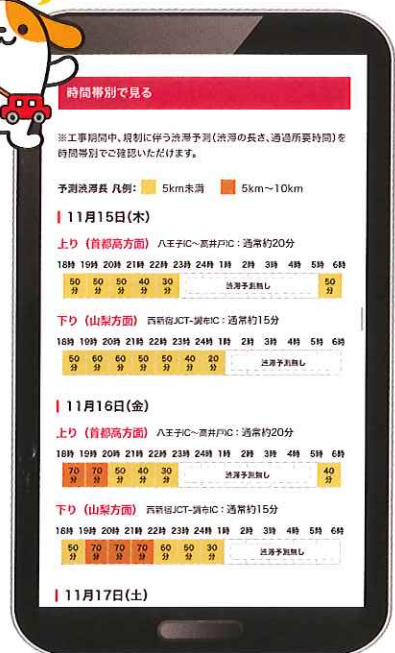 時間帯別で見る
※工事期間中、規制に伴う渋滞予測(渋滞の長さ、通過所要時間)を
時間帯別でご確認いただけます。
予測渋滞長 凡例: 5km未満 5km〜10km
11月15日(木)
上り(首都高方面) 八王子IC〜高井戸IC:通常約20分
18時 19時 20時 21時 22時 23時 24時 1時 2時 3時 4時 5時 6時
50分 50分 50分 40分 30分 渋滞予測無し 50分
下り(山梨方面) 西新宿JCT-調布IC:通常約15分
18時 19時 20時 21時 22時 23時 24時 1時 2時 3時 4時 5時 6時
50分 60分 60分 50分 50分 40分 20分 渋滞予測無し
11月16日(金)
上り(首都高方面) 八王子IC〜高井戸IC:通常約20分
18時 19時 20時 21時 22時 23時 24時 1時 2時 3時 4時 5時 6時
70分 70分 50分 40分 30分 渋滞予測無し 40分
下り(山梨方面) 西新宿JCT-調布IC:通常約15分
18時 19時 20時 21時 22時 23時 24時 1時 2時 3時 4時 5時 6時
50分 70分 70分 70分 60分 50分 30分 渋滞予測無し
11月17日(土)